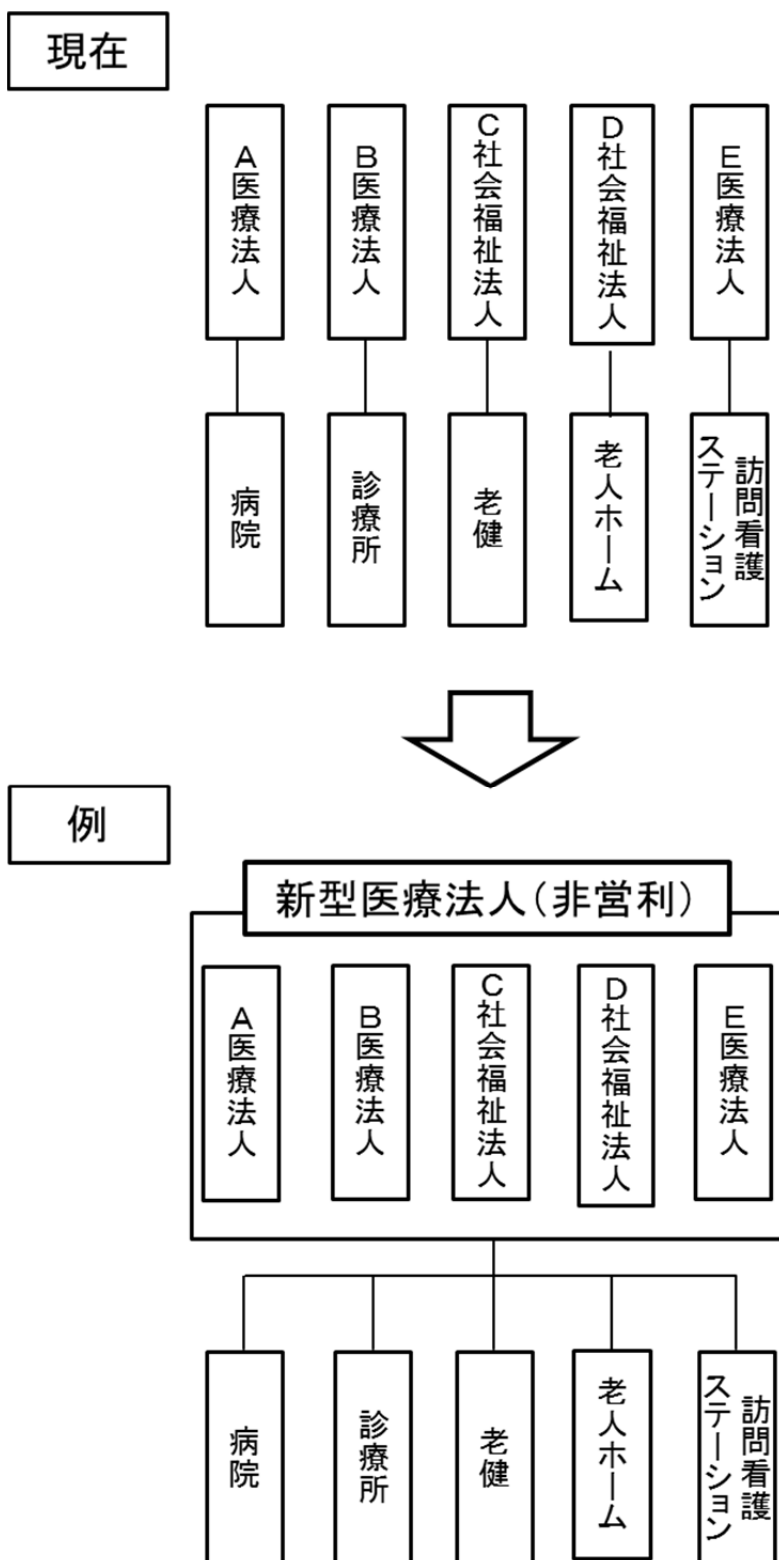 現在
A医療法人
B医療法人
C社会福祉法人
D社会福祉法人
E医療法人
病院
診療所
老健
老人ホーム
訪問看護
ステーション
例
新型医療法人（非営利）
A医療法人
B医療法人
C社会福祉法人
D社会福祉法人
E医療法人
病院
診療所
老健
老人ホーム
訪問看護
ステーション